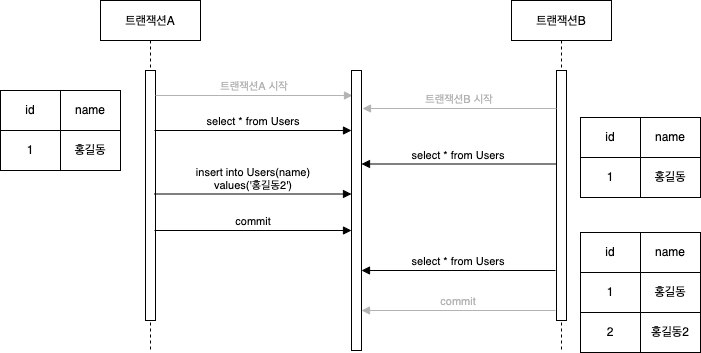 트랜잭션A
트랜잭션B
트랜잭션A 시작
트랜잭션B 시작
id name
1 홍길동
select * from Users
select * from Users
id name
1 홍길동
insert into Users(name)
values('홍길동2')
commit
select * from Users
id name
1 홍길동
2 홍길동2
commit